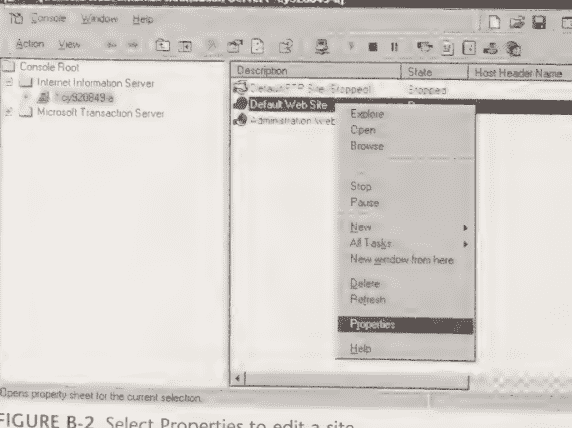 Console Window Help
Action View
Console Root
Internet Information Server
Microsoft Transaction Server
Description State Host Header Name
Default FTP Site (Stopped) Stopped
Default Web Site
Administration Web
Explore
Open
Browse
Stop
Pause
New
All Tasks
New window from here
Delete
Refresh
Properties
Help
Opens property sheet for the current selection.
FIGURE B-2 Select Properties to edit a site